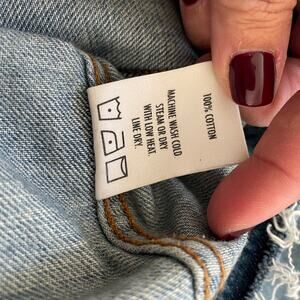 100% COTTON
MACHINE WASH COLD
STEAM OR DRY
WITH LOW HEAT.
LINE DRY.